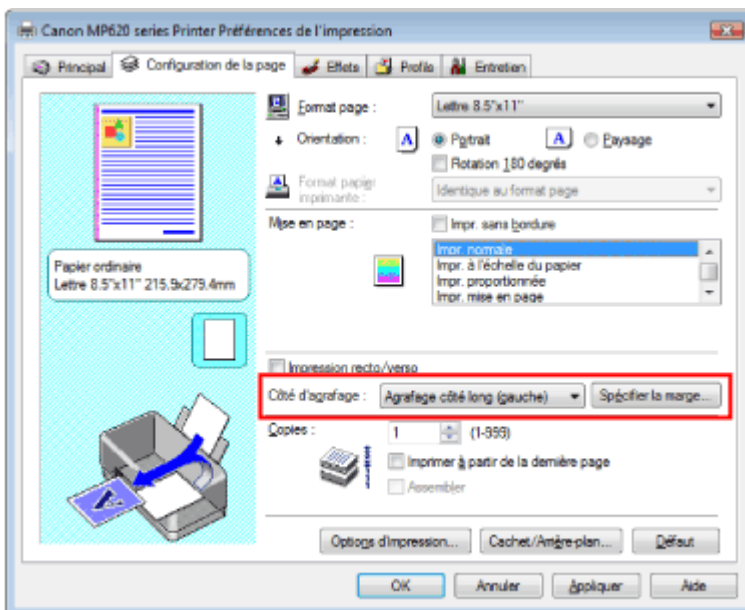 Canon MP620 series Printer Préférences de l'impression
Principal Configuration de la page Effets Profils Entretien
Format page : Lettre 8.5"x11"
Orientation : A Portrait A Paysage
Rotation 180 degrés
Format papier imprimante : Identique au format page
Mise en page : Impr. sans bordure
Impr. normale
Impr. à l'échelle du papier
Impr. proportionnée
Impr. mise en page
Papier ordinaire
Lettre 8.5"x11" 215.9x279.4mm
Impression recto/verso
Côté d'agrafage : Agrafage côté long (gauche) Spécifier la marge...
Copies : 1 (1-999)
Imprimer à partir de la dernière page
Assembler
Options d'impression... Cachet/Arrière-plan... Défaut
OK Annuler Appliquer Aide